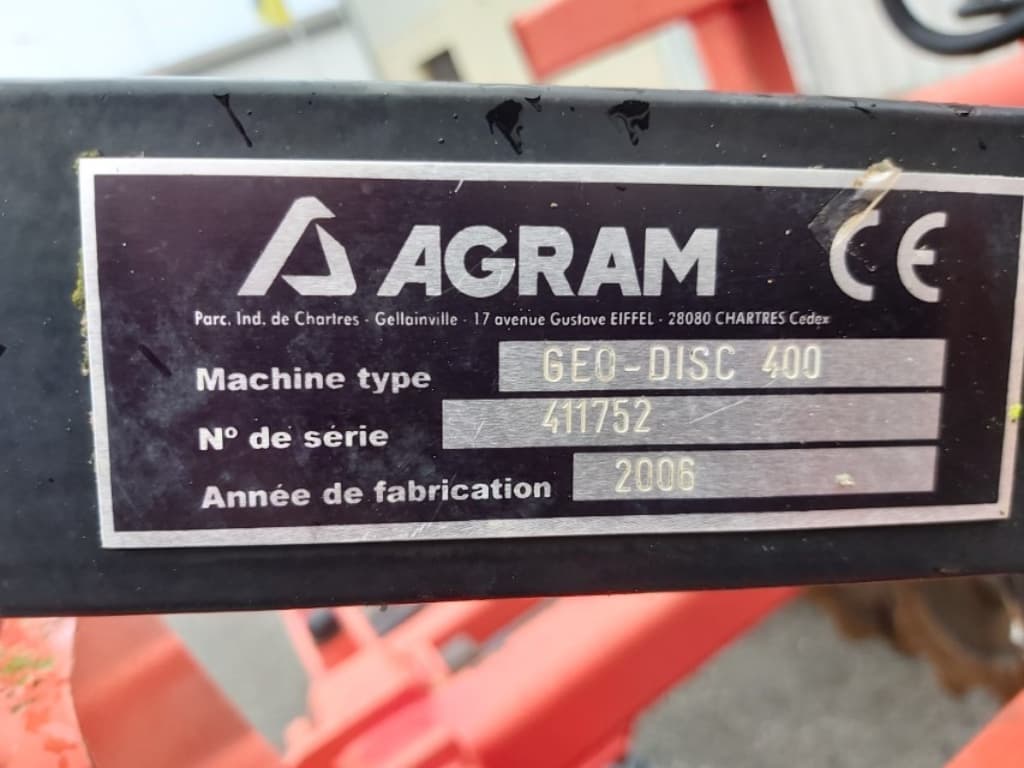 AGRAM CE
Parc. Ind. de Chartres - Gellainville - 17 avenue Gustave EIFFEL - 28080 CHARTRES Cedex
Machine type GEO-DISC 400
N° de série 411752
Année de fabrication 2006